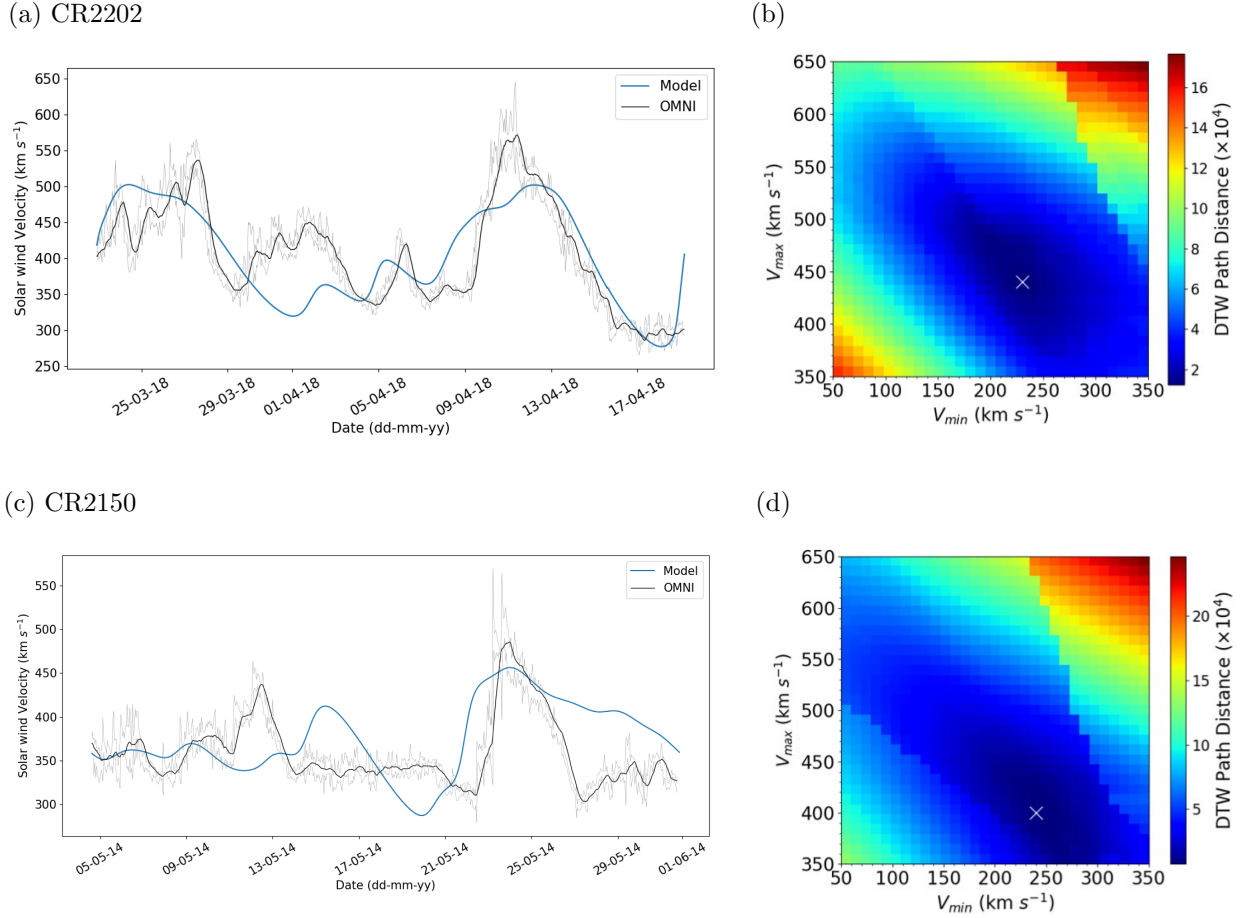 (a) CR2202
(b)
650
600
550
500
450
400
350
300
250
Solar wind Velocity (km s⁻¹)
Model
OMNI
25-03-18
29-03-18
01-04-18
05-04-18
09-04-18
13-04-18
17-04-18
Date (dd-mm-yy)
650
600
550
500
450
400
350
V_max (km s⁻¹)
50 100 150 200 250 300 350
V_min (km s⁻¹)
16
14
12
10
8
6
4
2
DTW Path Distance (×10⁴)
(c) CR2150
(d)
550
500
450
400
350
300
Solar wind Velocity (km s⁻¹)
Model
OMNI
05-05-14
09-05-14
13-05-14
17-05-14
21-05-14
25-05-14
29-05-14
01-06-14
Date (dd-mm-yy)
650
600
550
500
450
400
350
V_max (km s⁻¹)
50 100 150 200 250 300 350
V_min (km s⁻¹)
20
15
10
5
DTW Path Distance (×10⁴)